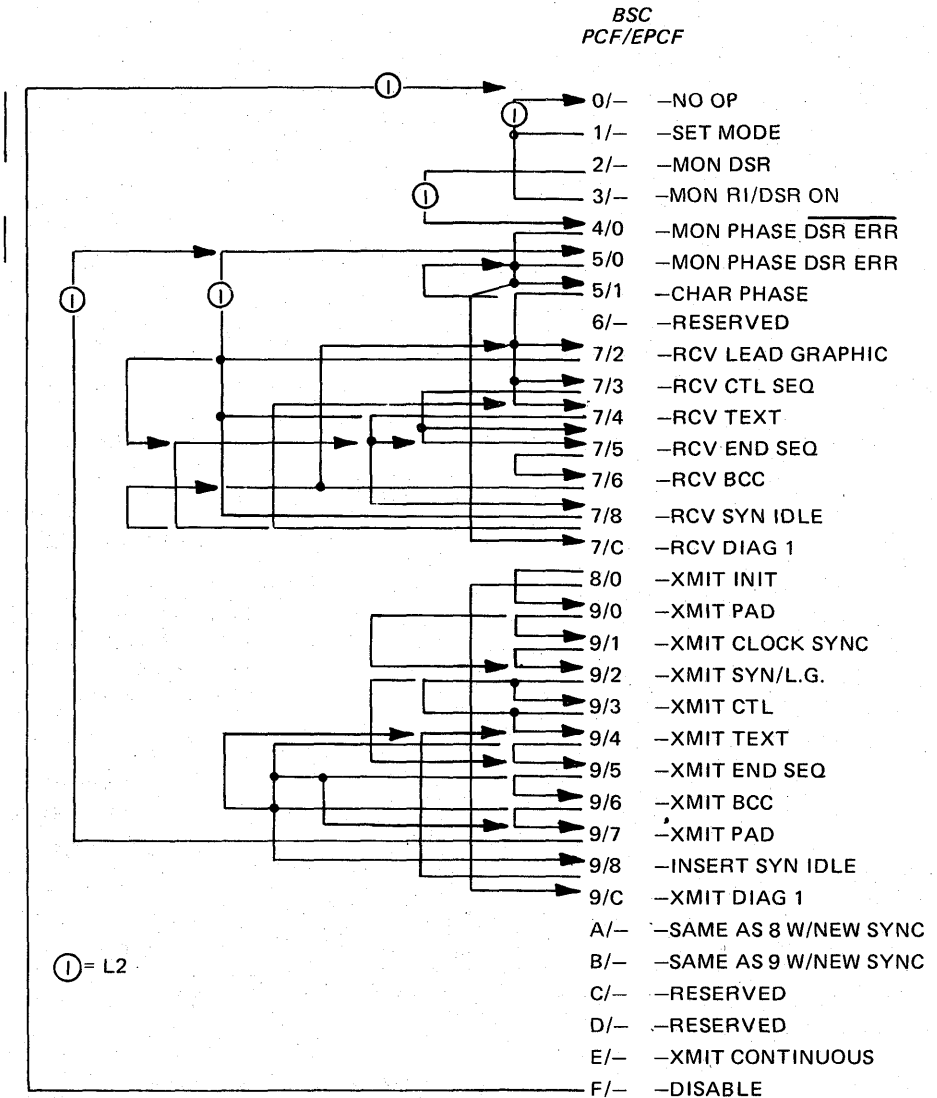 BSC
PCF/EPCF
0/– –NO OP
1/– –SET MODE
2/– –MON DSR
3/– –MON RI/DSR ON
4/0 –MON PHASE DSR ERR
5/0 –MON PHASE DSR ERR
5/1 –CHAR PHASE
6/– –RESERVED
7/2 –RCV LEAD GRAPHIC
7/3 –RCV CTL SEQ
7/4 –RCV TEXT
7/5 –RCV END SEQ
7/6 –RCV BCC
7/8 –RCV SYN IDLE
7/C –RCV DIAG 1
8/0 –XMIT INIT
9/0 –XMIT PAD
9/1 –XMIT CLOCK SYNC
9/2 –XMIT SYN/L.G.
9/3 –XMIT CTL
9/4 –XMIT TEXT
9/5 –XMIT END SEQ
9/6 –XMIT BCC
9/7 –XMIT PAD
9/8 –INSERT SYN IDLE
9/C –XMIT DIAG 1
A/– –SAME AS 8 W/NEW SYNC
B/– –SAME AS 9 W/NEW SYNC
C/– –RESERVED
D/– –RESERVED
E/– –XMIT CONTINUOUS
F/– –DISABLE
1
1
1
1
1
1 = L2